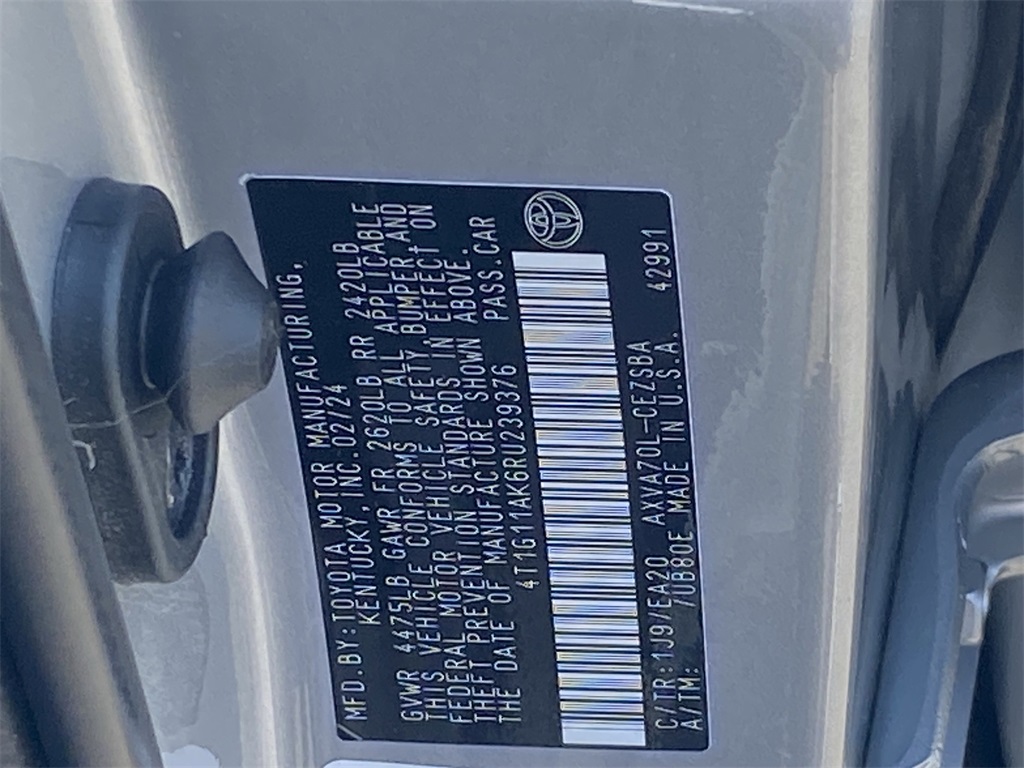 MFD.BY:TOYOTA MOTOR MANUFACTURING,
KENTUCKY, INC.02/24
GVWR 4475LB GAWR FR 2620LB RR 2420LB
THIS VEHICLE CONFORMS TO ALL APPLICABLE
FEDERAL MOTOR VEHICLE SAFETY,BUMPER AND
THEFT PREVENTION STANDARDS IN EFFECT ON
THE DATE OF MANUFACTURE SHOWN ABOVE.
4T1G11AK6RU239376 PASS.CAR
C/TR:1J9/EA20 AXVA70L-CEZSBA 42991
A/TM: /UB80E MADE IN U.S.A.